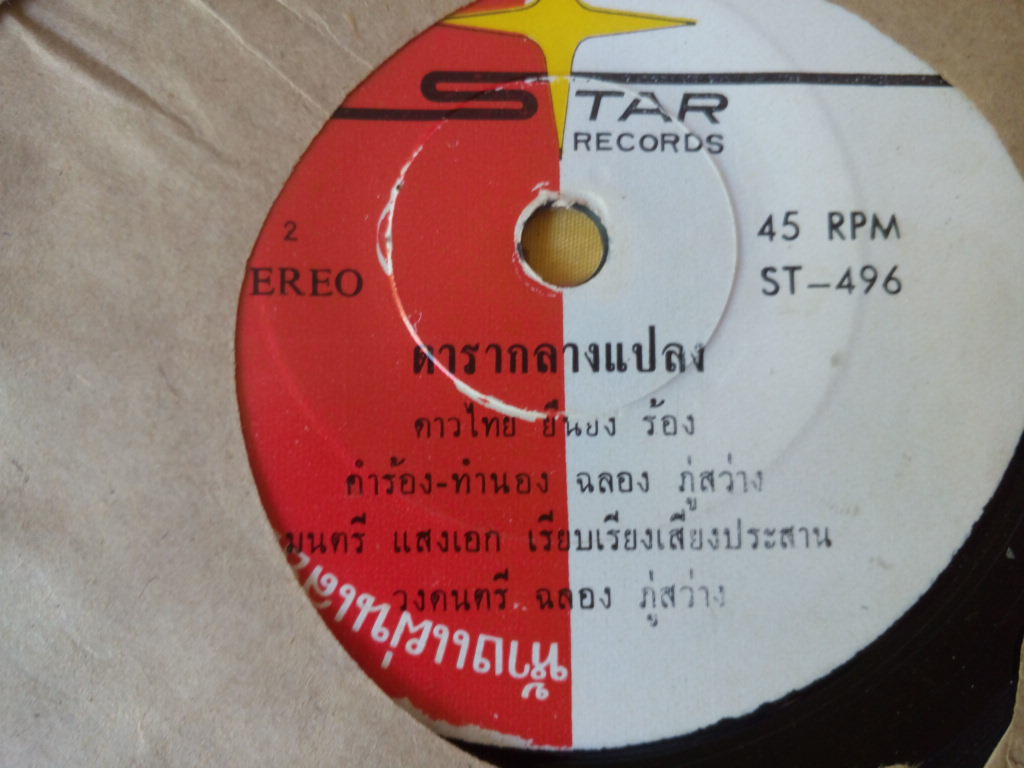 STAR
RECORDS
2
45 RPM
EREO
ST-496
ดารากลางแปลง
ดาวไทย ยืนยง ร้อง
คำร้อง-ทำนอง ฉลอง ภู่สว่าง
มนตรี แสงเอก เรียบเรียงเสียงประสาน
วงดนตรี ฉลอง ภู่สว่าง